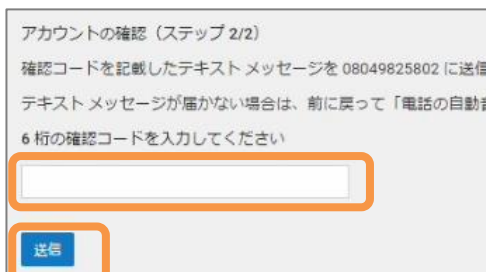 アカウントの確認（ステップ 2/2）
確認コードを記載したテキスト メッセージを 08049825802 に送信
テキスト メッセージが届かない場合は、前に戻って「電話の自動
6 桁の確認コードを入力してください
送信